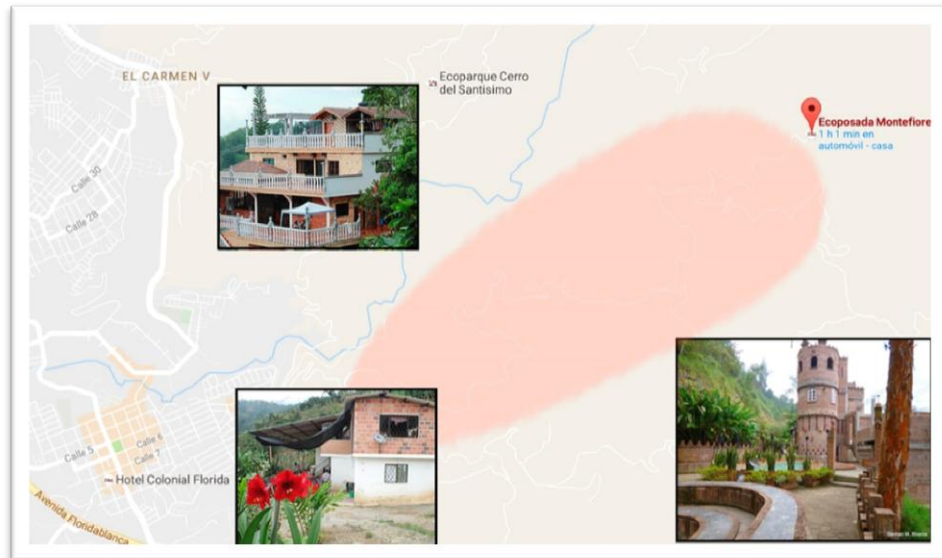 EL CARMEN V
Ecoparque Cerro
del Santisimo
Ecoposada Montefiore
1 h 1 min en
automóvil - casa
Calle 30
Calle 28
Calle 5
Calle 6
Calle 7
Hotel Colonial Florida
Avenida Floridablanca